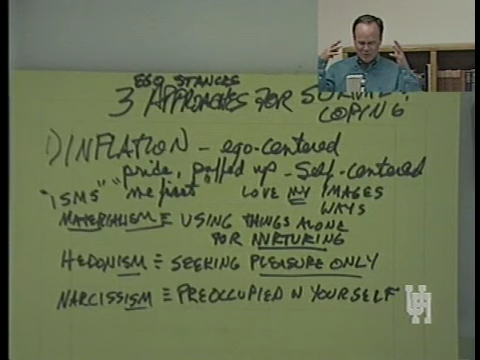 EGO STANCES
3 APPROACHES FOR SURVIVAL:
COPING
1) INFLATION – ego-centered
pride, puffed up – self-centered
"ISMS" "me first" LOVE MY IMAGES
WAYS
MATERIALISM = USING THINGS ALONE
FOR NURTURING
HEDONISM ≡ SEEKING PLEASURE ONLY
NARCISSISM ≡ PREOCCUPIED W YOURSELF
UH